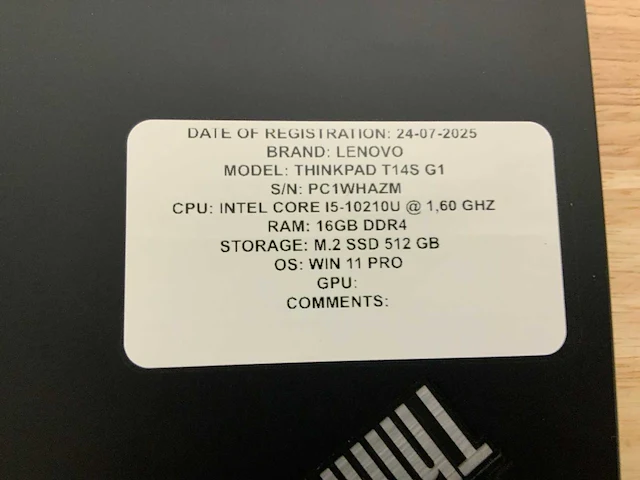 DATE OF REGISTRATION: 24-07-2025
BRAND: LENOVO
MODEL: THINKPAD T14S G1
S/N: PC1WHAZM
CPU: INTEL CORE I5-10210U @ 1,60 GHZ
RAM: 16GB DDR4
STORAGE: M.2 SSD 512 GB
OS: WIN 11 PRO
GPU:
COMMENTS:
Think